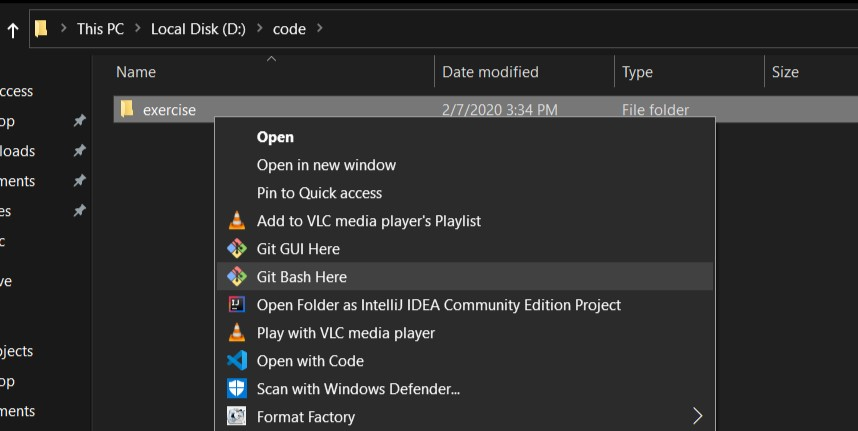 This PC > Local Disk (D:) > code >
Name Date modified Type Size
ccess
op
loads
ments
es
c
ve
ojects
op
ments
exercise 2/7/2020 3:34 PM File folder
Open
Open in new window
Pin to Quick access
Add to VLC media player's Playlist
Git GUI Here
Git Bash Here
Open Folder as IntelliJ IDEA Community Edition Project
Play with VLC media player
Open with Code
Scan with Windows Defender...
Format Factory